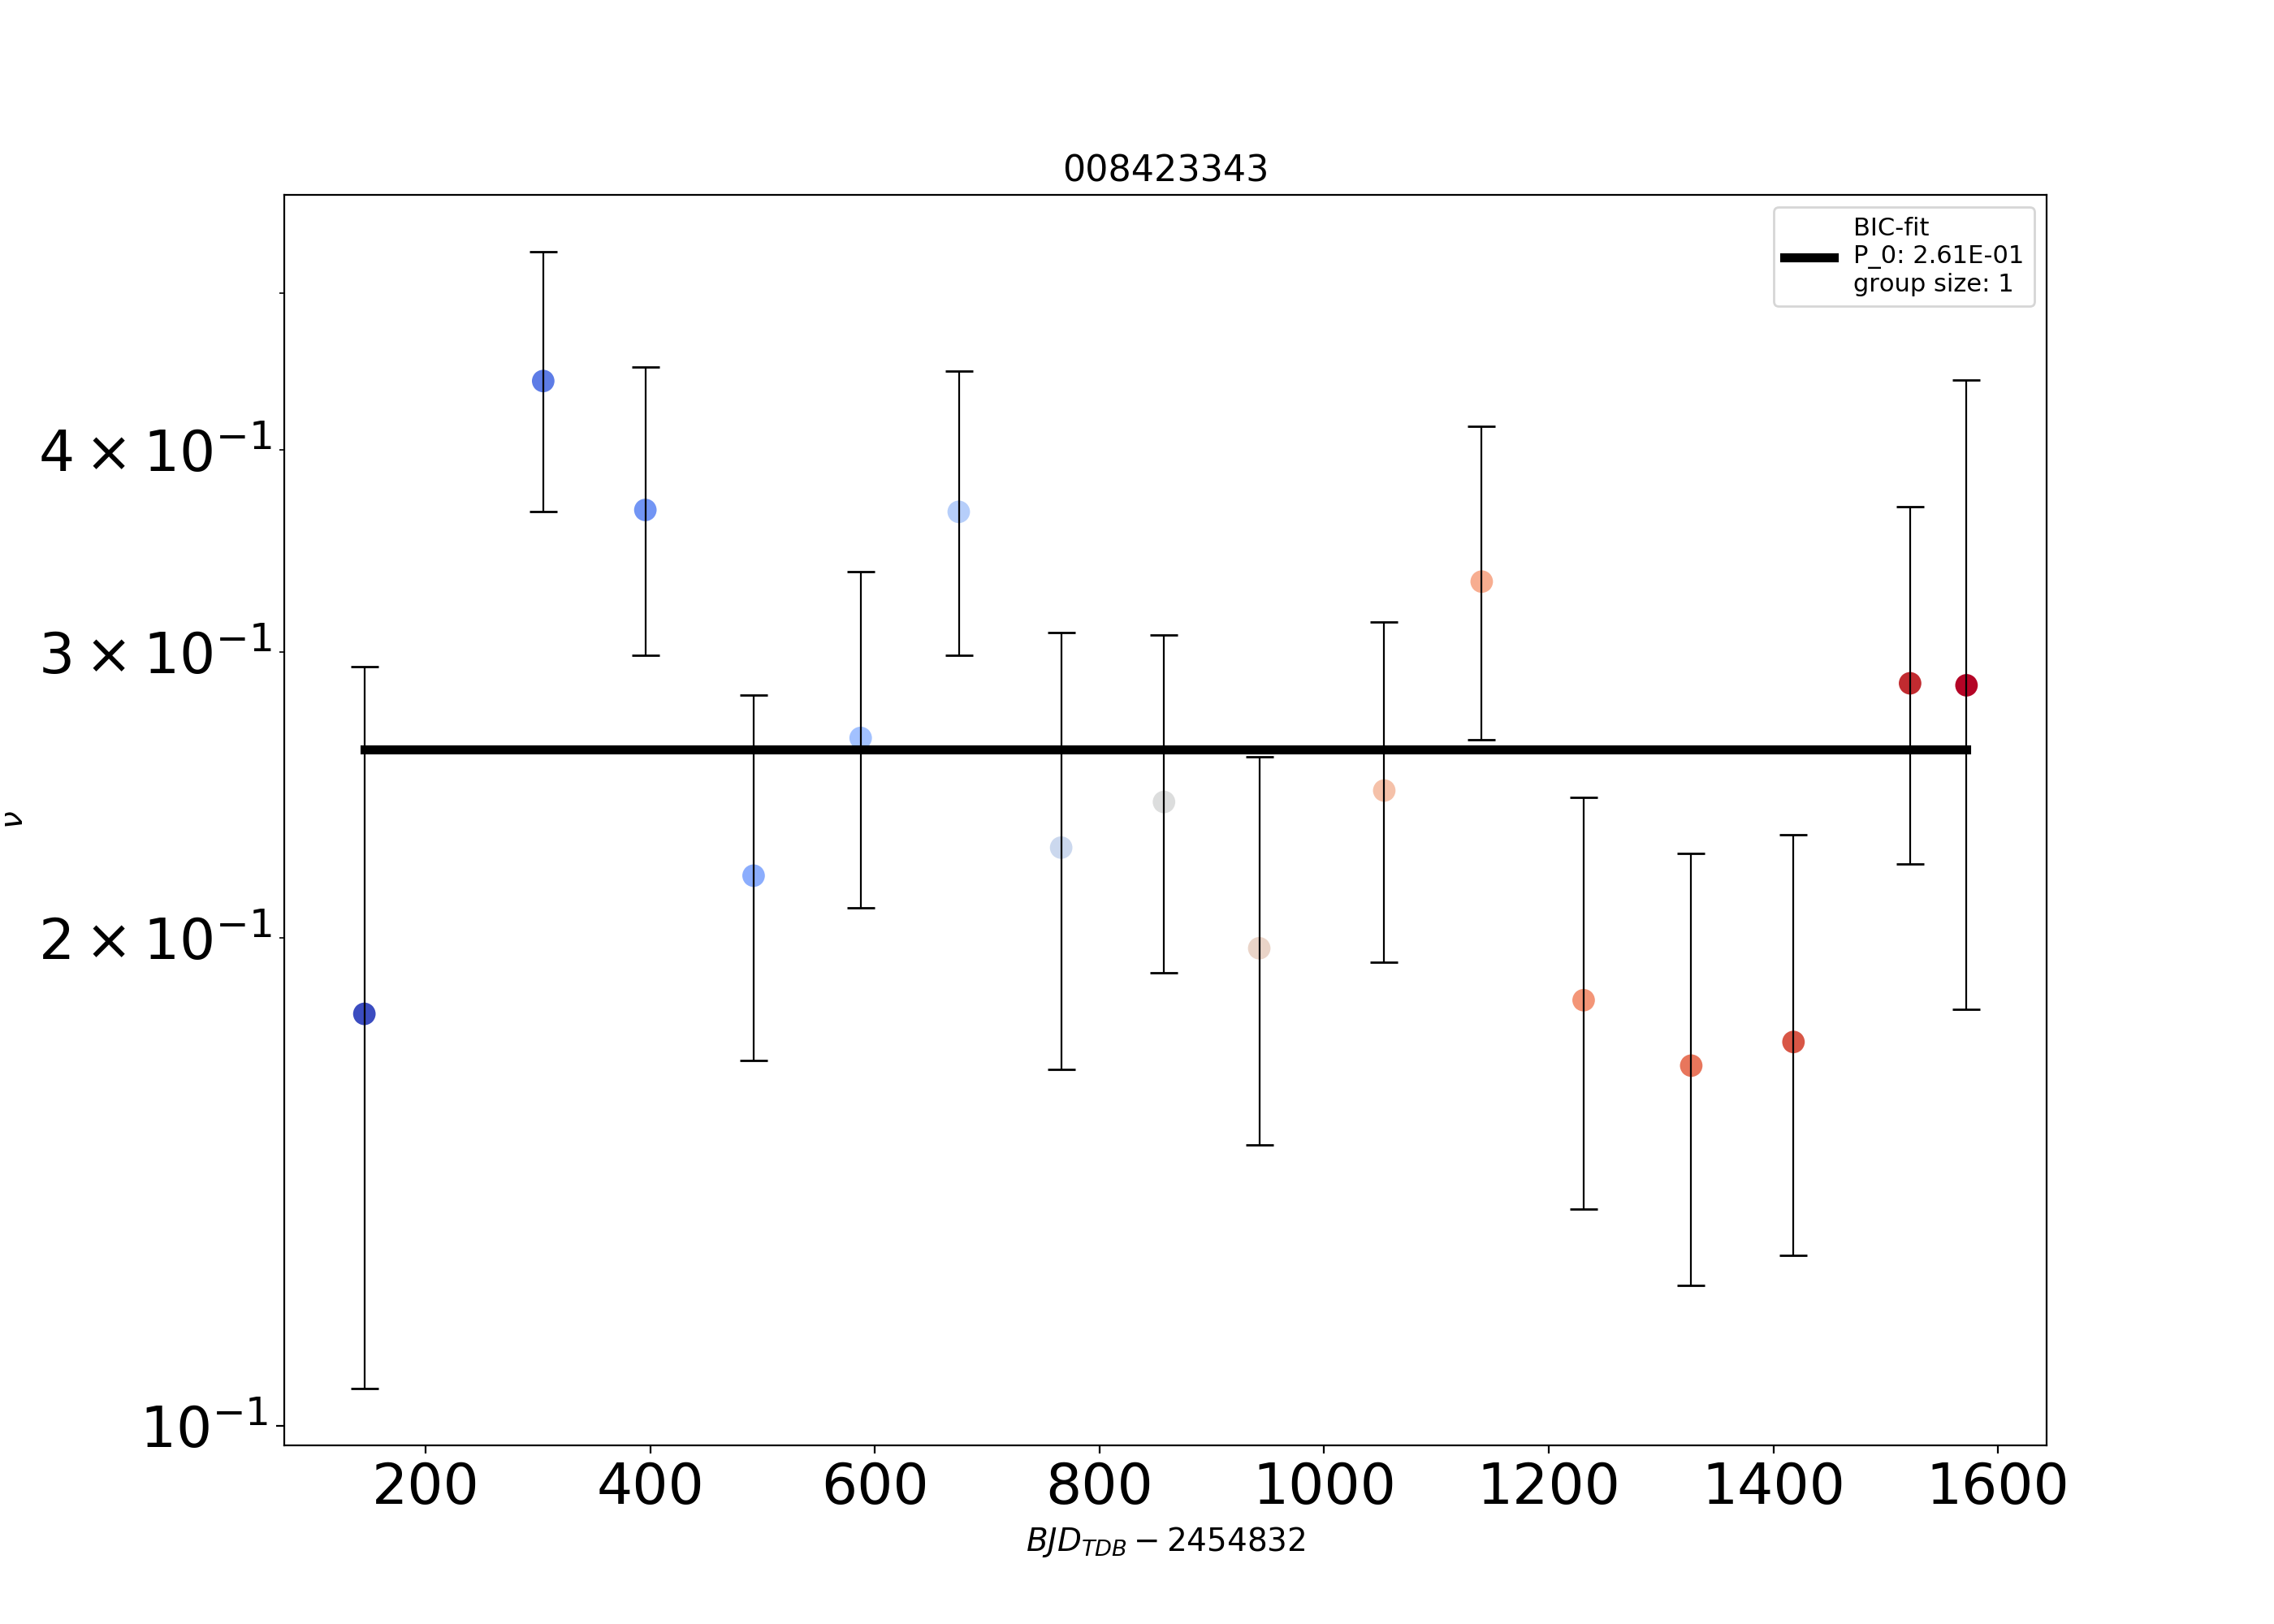 008423343
BIC-fit
P_0: 2.61E-01
group size: 1
4 × 10⁻¹
3 × 10⁻¹
2 × 10⁻¹
10⁻¹
ν
200 400 600 800 1000 1200 1400 1600
BJD_TDB − 2454832